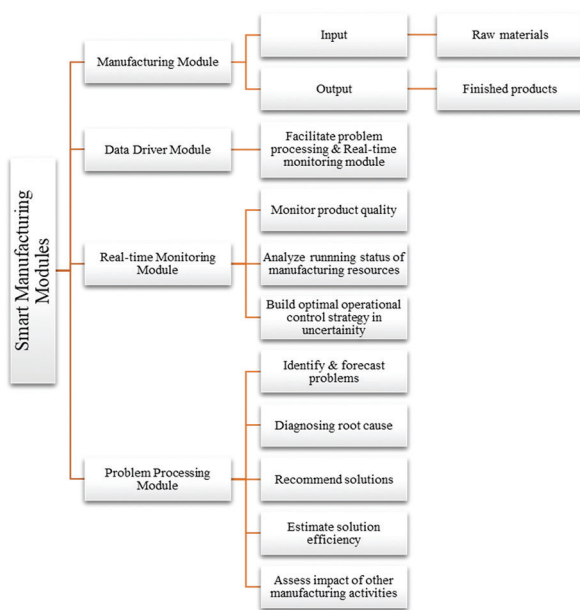 Smart Manufacturing
Modules
Manufacturing Module
Input
Raw materials
Output
Finished products
Data Driver Module
Facilitate problem
processing & Real-time
monitoring module
Real-time Monitoring
Module
Monitor product quality
Analyze runnning status of
manufacturing resources
Build optimal operational
control strategy in
uncertainity
Problem Processing
Module
Identify & forecast
problems
Diagnosing root cause
Recommend solutions
Estimate solution
efficiency
Assess impact of other
manufacturing activities